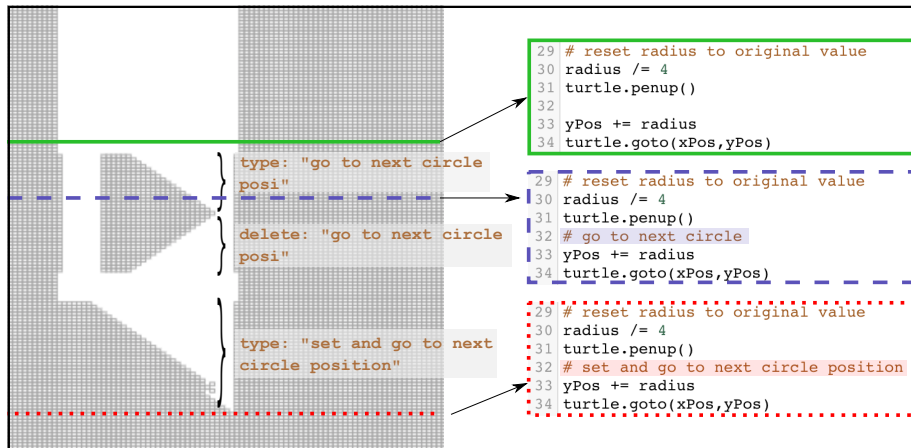 29 # reset radius to original value
30 radius /= 4
31 turtle.penup()
32
33 yPos += radius
34 turtle.goto(xPos,yPos)
type: "go to next circle
posi"
29 # reset radius to original value
30 radius /= 4
31 turtle.penup()
32 # go to next circle
33 yPos += radius
34 turtle.goto(xPos,yPos)
delete: "go to next circle
posi"
type: "set and go to next
circle position"
29 # reset radius to original value
30 radius /= 4
31 turtle.penup()
32 # set and go to next circle position
33 yPos += radius
34 turtle.goto(xPos,yPos)